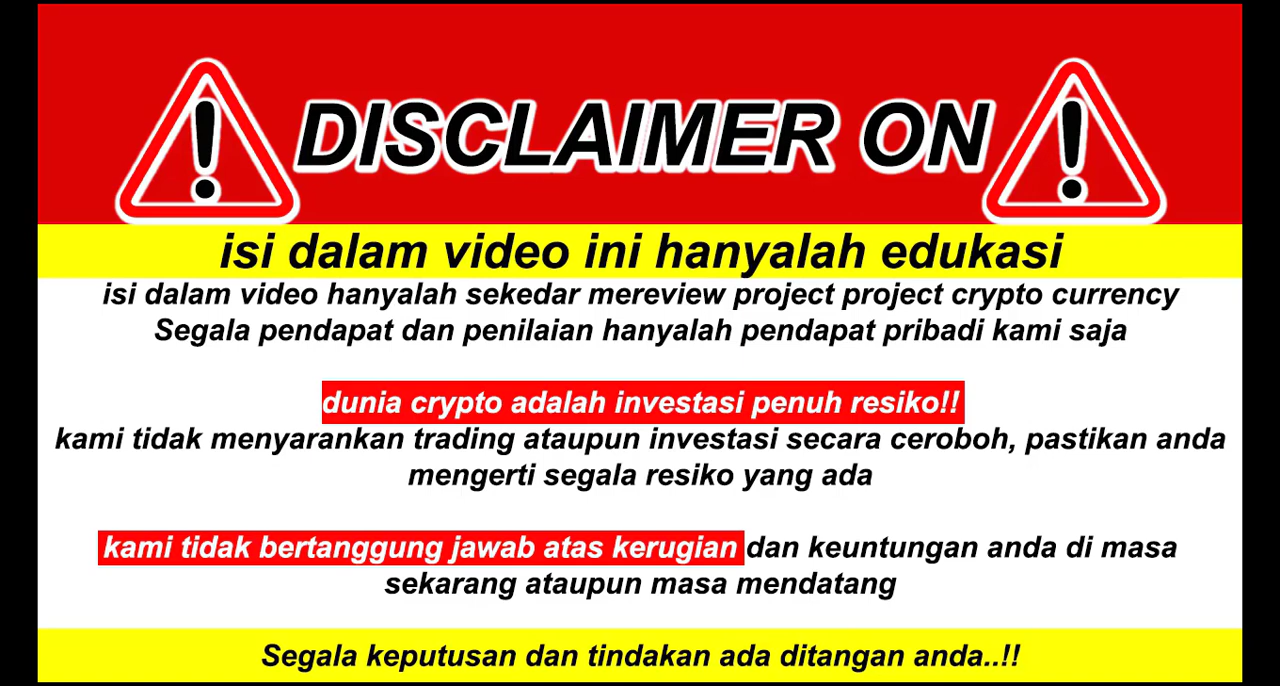 DISCLAIMER ON
isi dalam video ini hanyalah edukasi
isi dalam video hanyalah sekedar mereview project project crypto currency
Segala pendapat dan penilaian hanyalah pendapat pribadi kami saja
dunia crypto adalah investasi penuh resiko!!
kami tidak menyarankan trading ataupun investasi secara ceroboh, pastikan anda
mengerti segala resiko yang ada
kami tidak bertanggung jawab atas kerugian dan keuntungan anda di masa
sekarang ataupun masa mendatang
Segala keputusan dan tindakan ada ditangan anda..!!